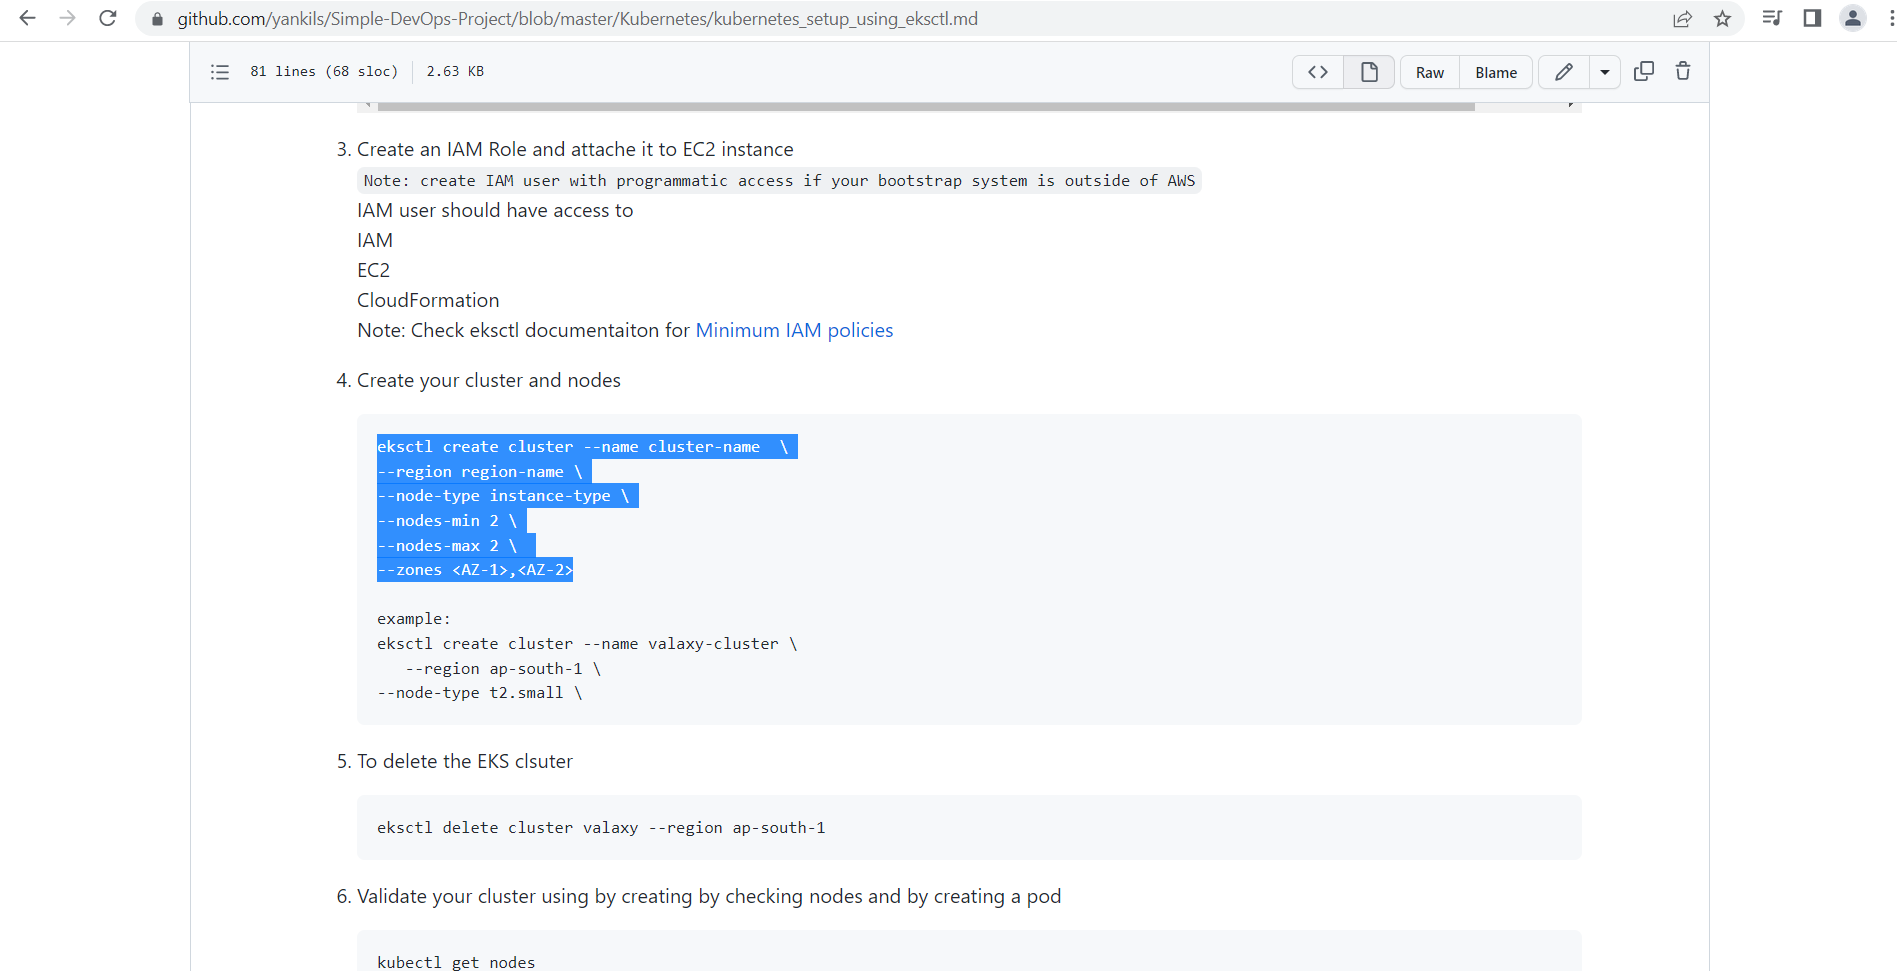 github.com/yankils/Simple-DevOps-Project/blob/master/Kubernetes/kubernetes_setup_using_eksctl.md
81 lines (68 sloc) 2.63 KB Raw Blame
3. Create an IAM Role and attache it to EC2 instance
Note: create IAM user with programmatic access if your bootstrap system is outside of AWS
IAM user should have access to
IAM
EC2
CloudFormation
Note: Check eksctl documentaiton for Minimum IAM policies
4. Create your cluster and nodes
eksctl create cluster --name cluster-name  \
--region region-name \
--node-type instance-type \
--nodes-min 2 \
--nodes-max 2 \
--zones <AZ-1>,<AZ-2>
example:
eksctl create cluster --name valaxy-cluster \
   --region ap-south-1 \
--node-type t2.small \
5. To delete the EKS clsuter
eksctl delete cluster valaxy --region ap-south-1
6. Validate your cluster using by creating by checking nodes and by creating a pod
kubectl get nodes